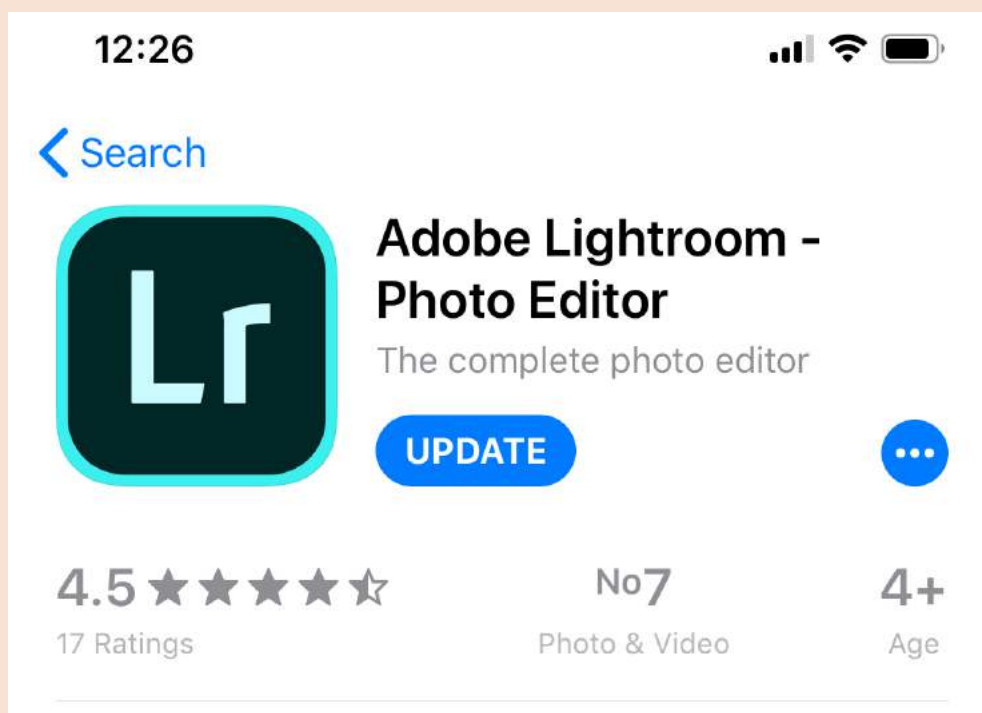 12:26
Search
Lr
Adobe Lightroom -
Photo Editor
The complete photo editor
UPDATE
4.5 No7 4+
17 Ratings Photo & Video Age